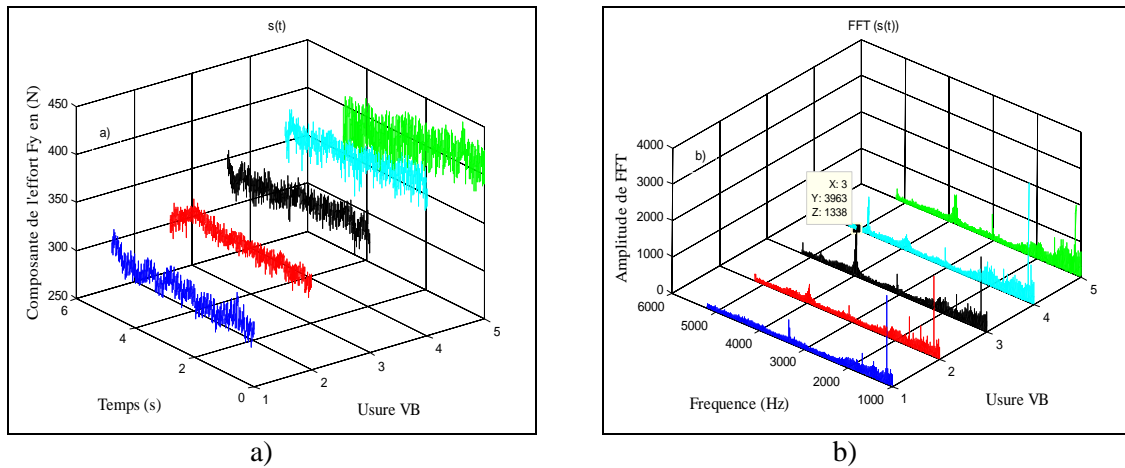 s(t)
450
400
350
300
250
Composante de l'effort Fy en (N)
a)
6
4
2
0
Temps (s)
1
2
3
4
5
Usure VB
a)
FFT (s(t))
4000
3000
2000
1000
0
Amplitude de FFT
b)
X: 3
Y: 3963
Z: 1338
6000
5000
4000
3000
2000
1000
Frequence (Hz)
1
2
3
4
5
Usure VB
b)